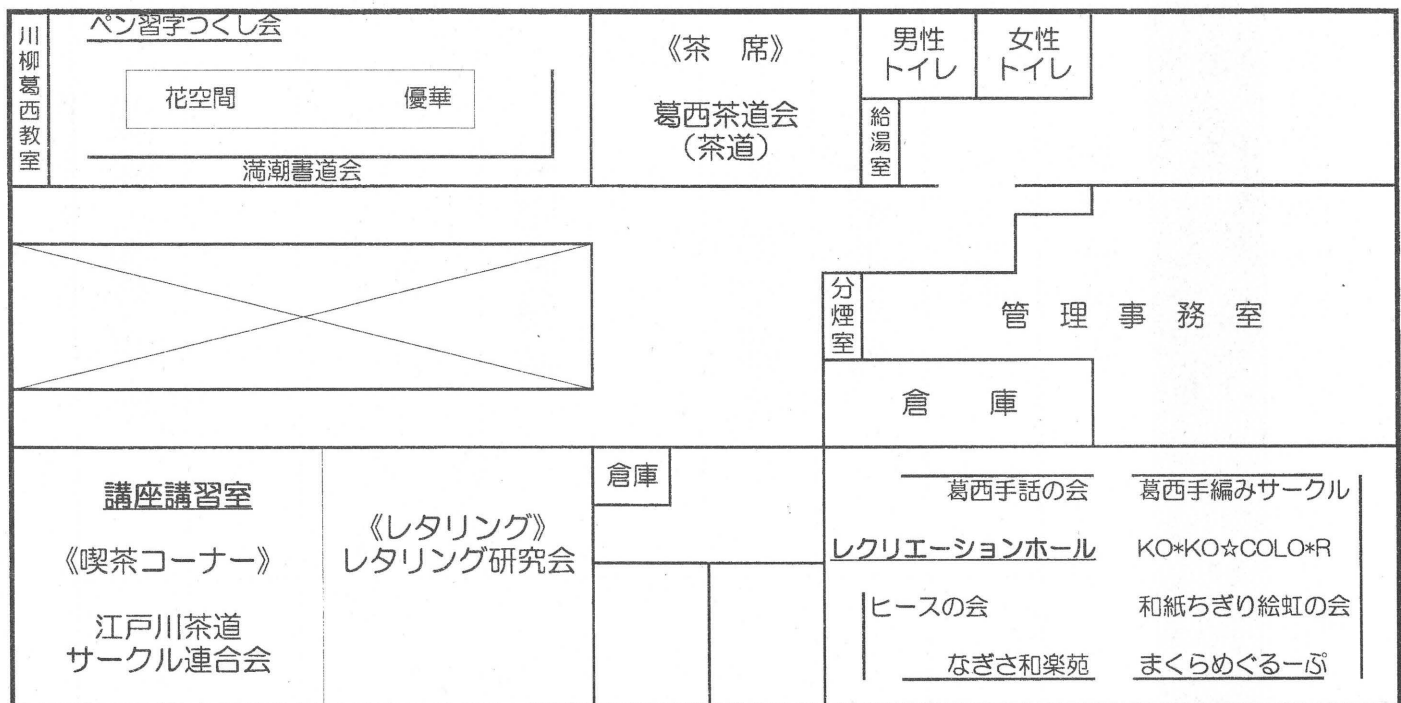 川柳葛西教室
ペン習字つくし会
花空間
優華
満潮書道会
《茶 席》
葛西茶道会
(茶道)
男性
トイレ
女性
トイレ
給湯室
分煙室
管 理 事 務 室
倉 庫
講座講習室
《喫茶コーナー》
江戸川茶道
サークル連合会
《レタリング》
レタリング研究会
倉庫
葛西手話の会
葛西手編みサークル
レクリエーションホール
KO*KO☆COLO*R
ヒースの会
和紙ちぎり絵虹の会
なぎさ和楽苑
まくらめぐるーぷ